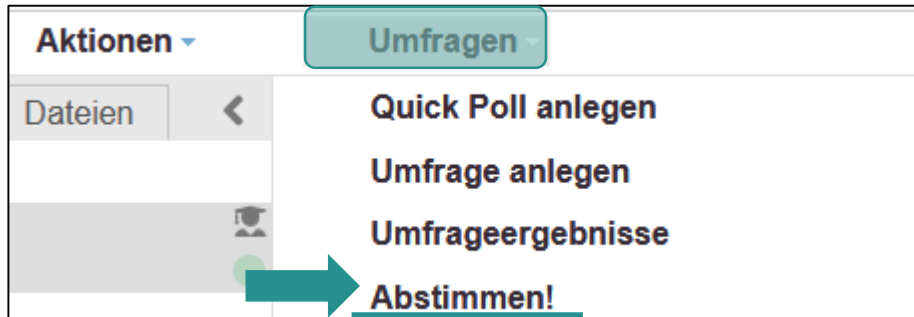 Aktionen
Umfragen
Dateien
Quick Poll anlegen
Umfrage anlegen
Umfrageergebnisse
Abstimmen!